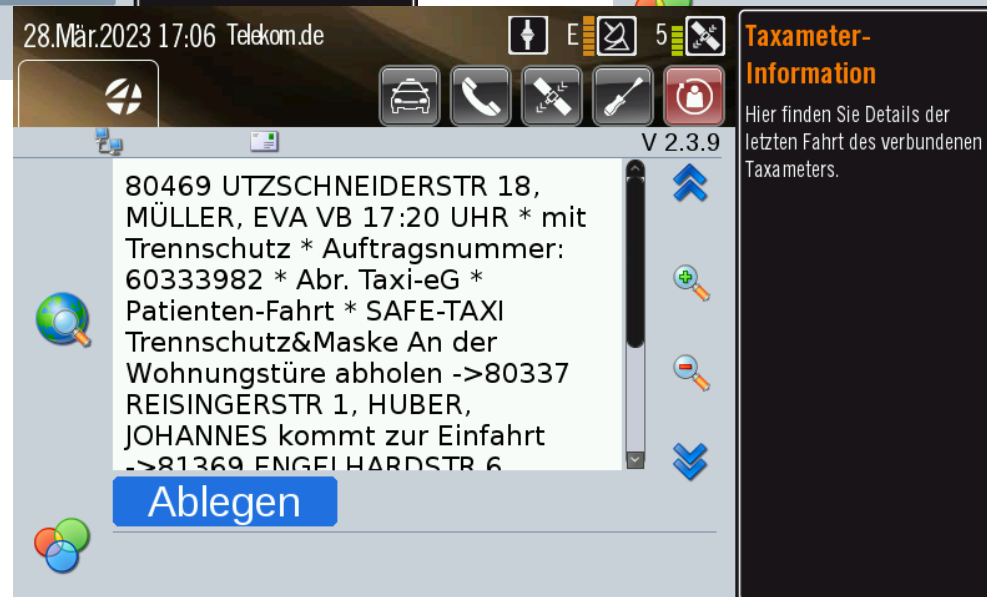 28.Mär.2023 17:06 Telekom.de
E
5
V 2.3.9
80469 UTZSCHNEIDERSTR 18,
MÜLLER, EVA VB 17:20 UHR * mit
Trennschutz * Auftragsnummer:
60333982 * Abr. Taxi-eG *
Patienten-Fahrt * SAFE-TAXI
Trennschutz&Maske An der
Wohnungstüre abholen ->80337
REISINGERSTR 1, HUBER,
JOHANNES kommt zur Einfahrt
->81369 ENGELHARDSTR 6
Ablegen
Taxameter-
Information
Hier finden Sie Details der
letzten Fahrt des verbundenen
Taxameters.